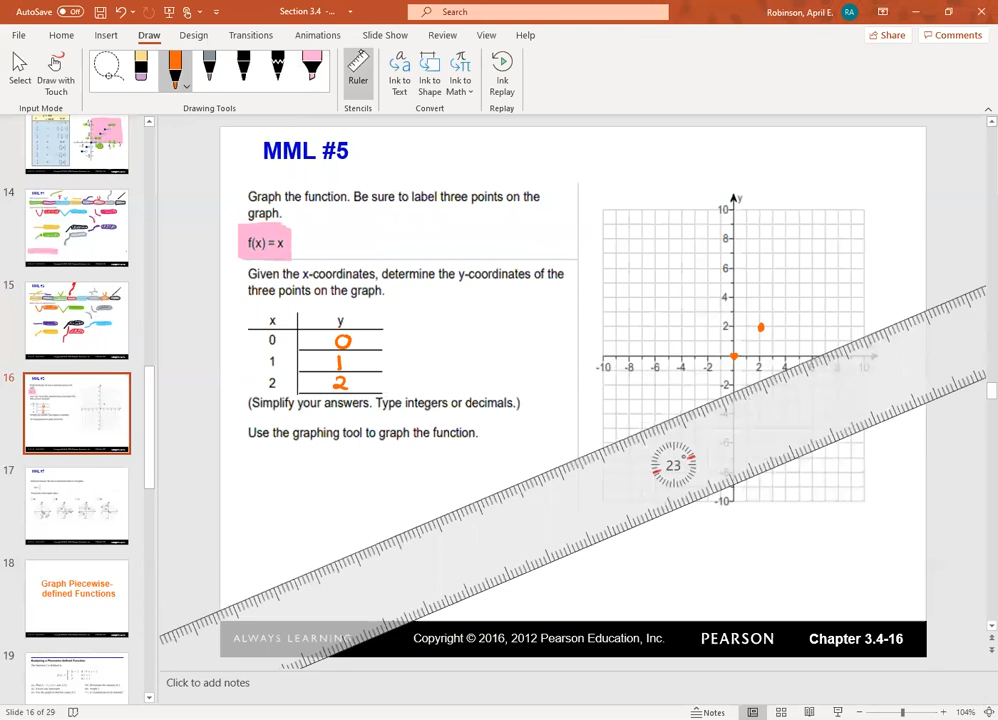 AutoSave Off
Section 3.4 -
Search
Robinson, April E.
RA
File Home Insert Draw Design Transitions Animations Slide Show Review View Help
Share
Comments
Select
Draw with Touch
Ruler
Ink to Text
Ink to Shape
Ink to Math
Ink Replay
Input Mode
Drawing Tools
Stencils
Convert
Replay
14
15
16
17
18
Graph Piecewise-
defined Functions
19
MML #5
Graph the function. Be sure to label three points on the
graph.
f(x) = x
Given the x-coordinates, determine the y-coordinates of the
three points on the graph.
x y
0 0
1 1
2 2
(Simplify your answers. Type integers or decimals.)
Use the graphing tool to graph the function.
y
10
8
6
4
2
-10 -8 -6 -4 -2 2 4 6 8 10
-2
-4
-6
-8
-10
23°
ALWAYS LEARNING
Copyright © 2016, 2012 Pearson Education, Inc.
PEARSON
Chapter 3.4-16
Click to add notes
Slide 16 of 29
Notes
104%